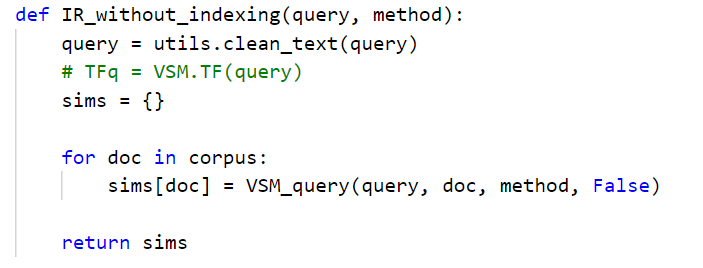 def IR_without_indexing(query, method):
    query = utils.clean_text(query)
    # TFq = VSM.TF(query)
    sims = {}

    for doc in corpus:
        sims[doc] = VSM_query(query, doc, method, False)

    return sims